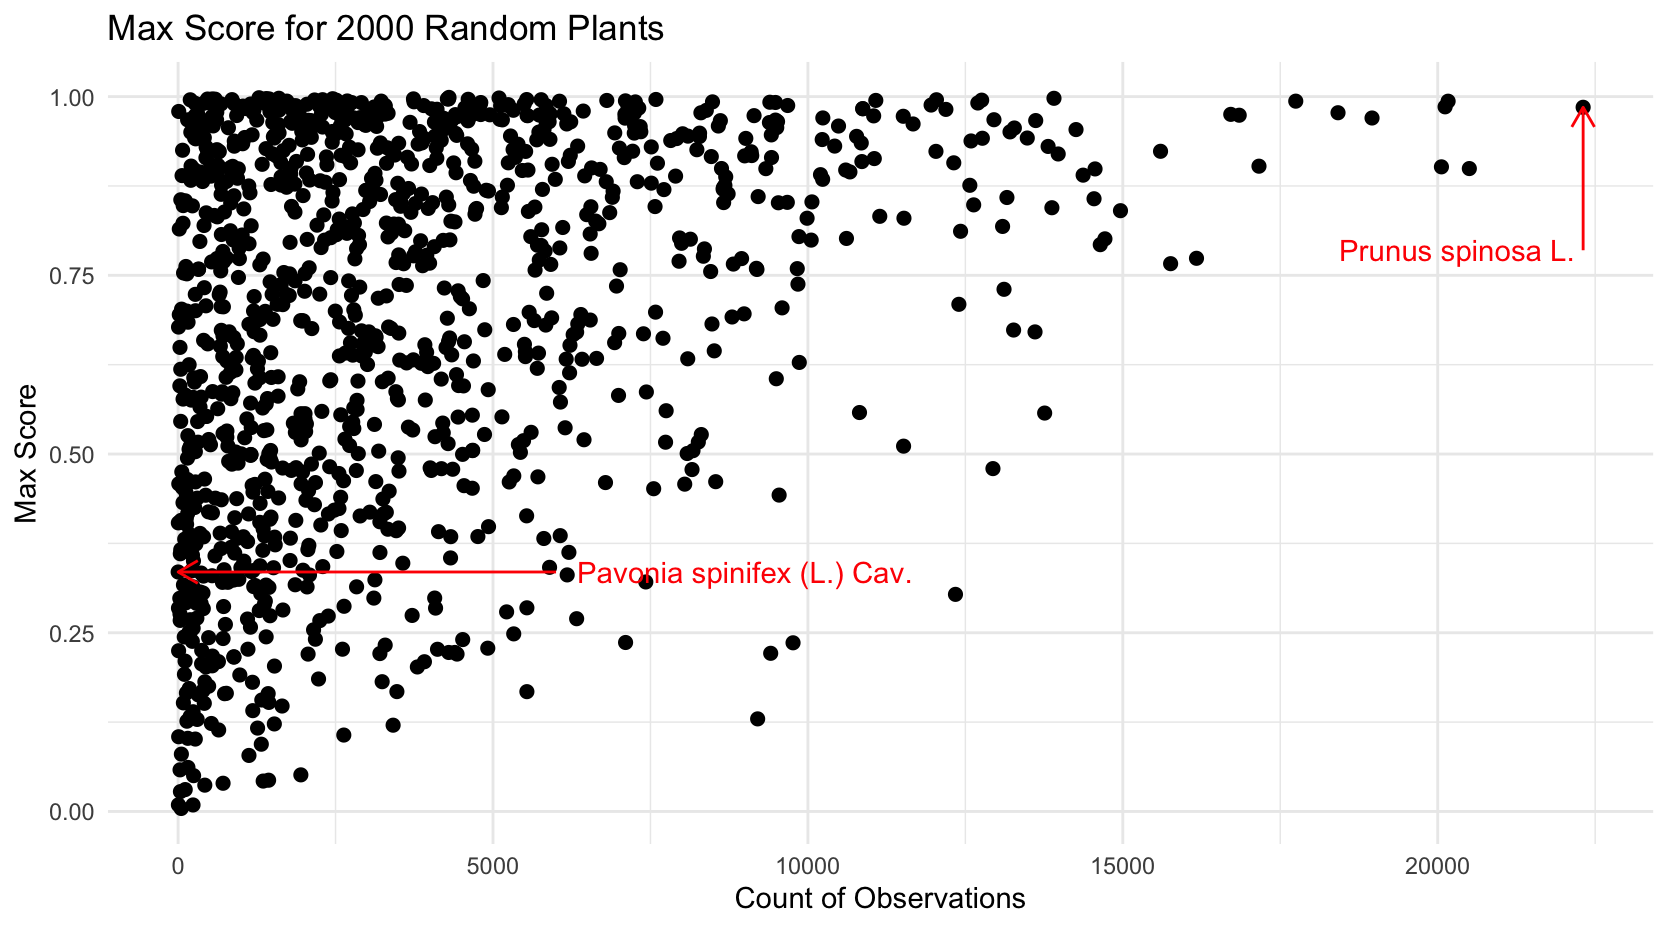 Max Score for 2000 Random Plants
1.00
0.75
0.50
0.25
0.00
Max Score
Prunus spinosa L.
Pavonia spinifex (L.) Cav.
0 5000 10000 15000 20000
Count of Observations